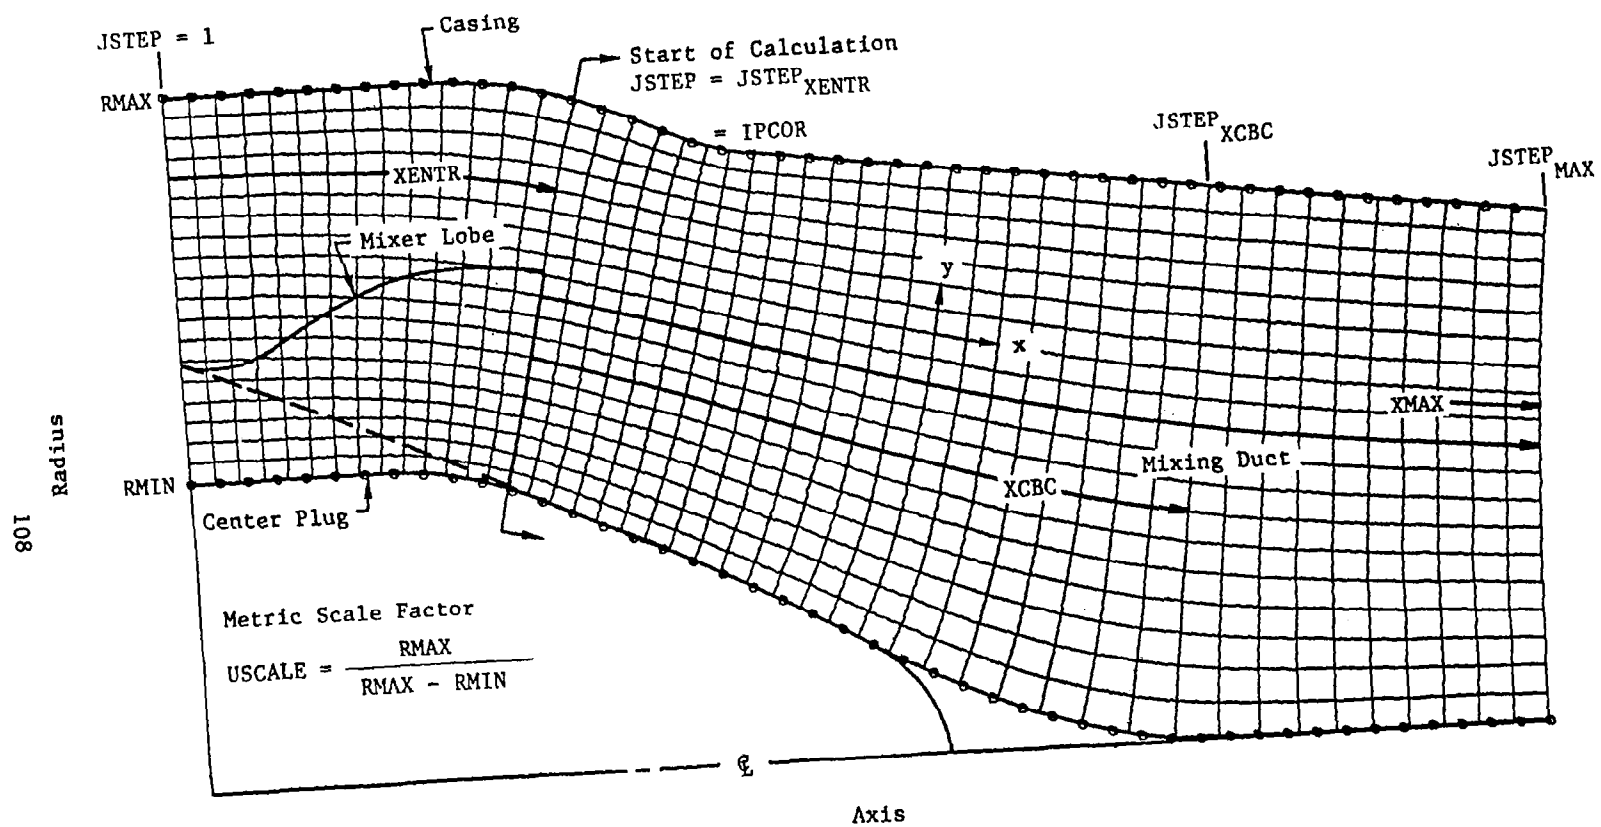 JSTEP = 1
Casing
Start of Calculation
JSTEP = JSTEP XENTR
= IPCOR
RMAX
JSTEP XCBC
JSTEP MAX
XENTR
Mixer Lobe
y
x
XMAX
Mixing Duct
XCBC
RMIN
Center Plug
Radius
108
Metric Scale Factor
USCALE = RMAX
RMAX - RMIN
℄
Axis